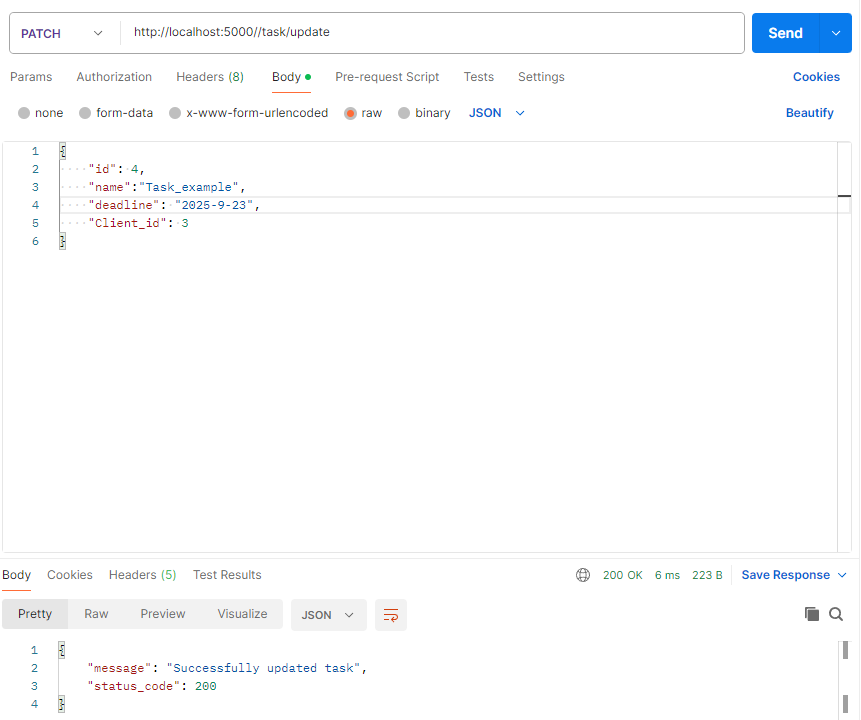 PATCH http://localhost:5000//task/update Send
Params Authorization Headers (8) Body Pre-request Script Tests Settings Cookies
none form-data x-www-form-urlencoded raw binary JSON Beautify
1 {
2 "id": 4,
3 "name":"Task_example",
4 "deadline": "2025-9-23",
5 "Client_id": 3
6 }
Body Cookies Headers (5) Test Results 200 OK 6 ms 223 B Save Response
Pretty Raw Preview Visualize JSON
1 {
2 "message": "Successfully updated task",
3 "status_code": 200
4 }